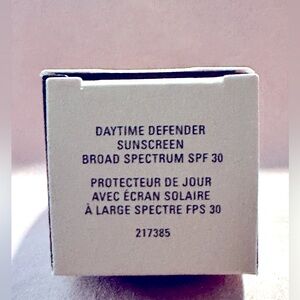 DAYTIME DEFENDER
SUNSCREEN
BROAD SPECTRUM SPF 30
PROTECTEUR DE JOUR
AVEC ÉCRAN SOLAIRE
À LARGE SPECTRE FPS 30
217385